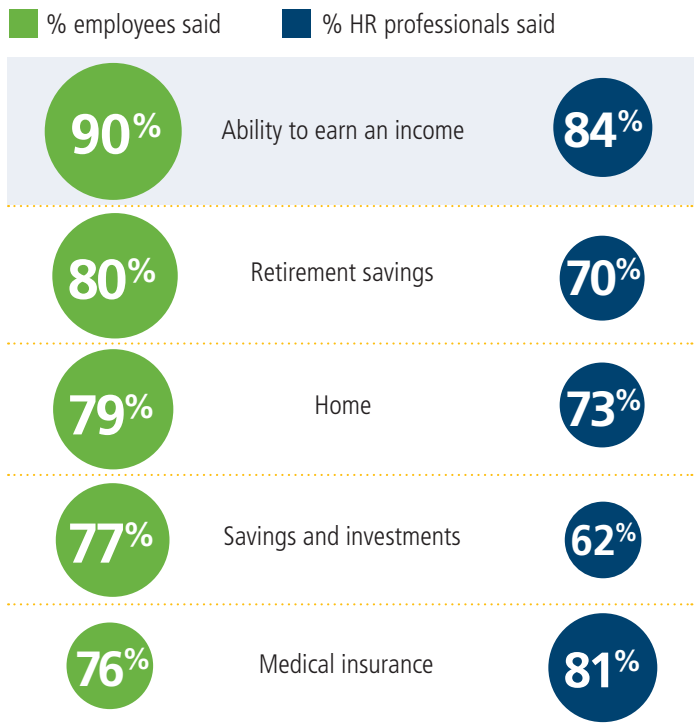 % employees said % HR professionals said
90% Ability to earn an income 84%
80% Retirement savings 70%
79% Home 73%
77% Savings and investments 62%
76% Medical insurance 81%